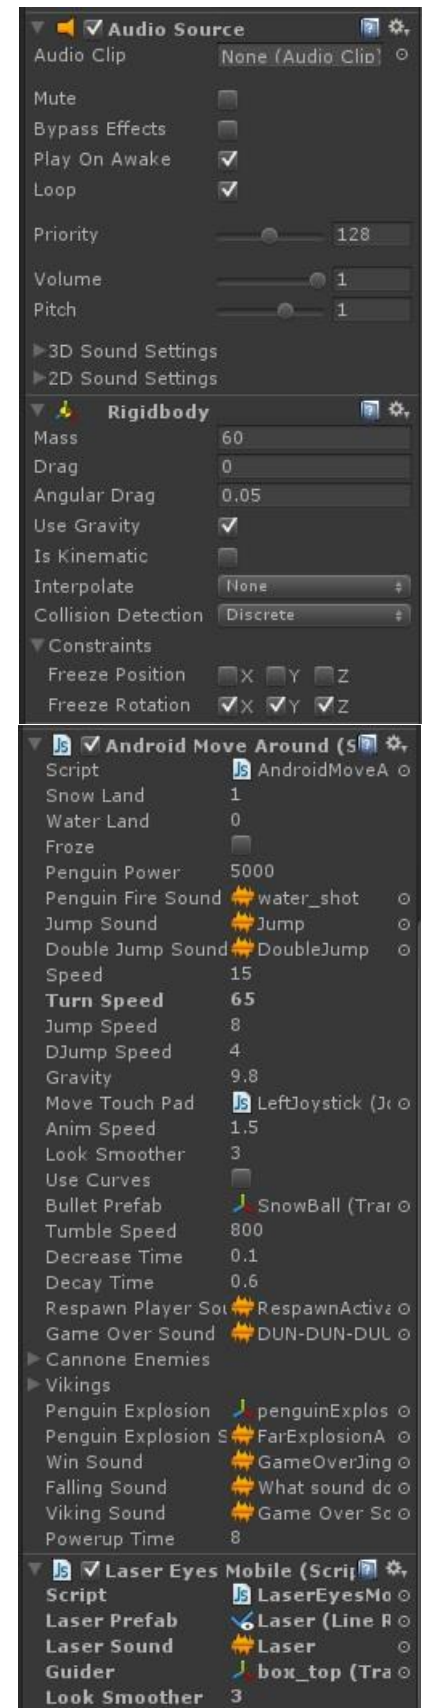 Audio Source
Audio Clip None (Audio Clip)
Mute
Bypass Effects
Play On Awake
Loop
Priority 128
Volume 1
Pitch 1
3D Sound Settings
2D Sound Settings
Rigidbody
Mass 60
Drag 0
Angular Drag 0.05
Use Gravity
Is Kinematic
Interpolate None
Collision Detection Discrete
Constraints
Freeze Position X Y Z
Freeze Rotation X Y Z
Android Move Around (S
Script AndroidMoveA
Snow Land 1
Water Land 0
Froze
Penguin Power 5000
Penguin Fire Sound water_shot
Jump Sound Jump
Double Jump Sound DoubleJump
Speed 15
Turn Speed 65
Jump Speed 8
DJump Speed 4
Gravity 9.8
Move Touch Pad LeftJoystick (Jo
Anim Speed 1.5
Look Smoother 3
Use Curves
Bullet Prefab SnowBall (Trar
Tumble Speed 800
Decrease Time 0.1
Decay Time 0.6
Respawn Player Sou RespawnActiva
Game Over Sound DUN-DUN-DUU
Cannone Enemies
Vikings
Penguin Explosion penguinExplos
Penguin Explosion S FarExplosionA
Win Sound GameOverJing
Falling Sound What sound do
Viking Sound Game Over So
Powerup Time 8
Laser Eyes Mobile (Scrip
Script LaserEyesMo
Laser Prefab Laser (Line R
Laser Sound Laser
Guider box_top (Tra
Look Smoother 3